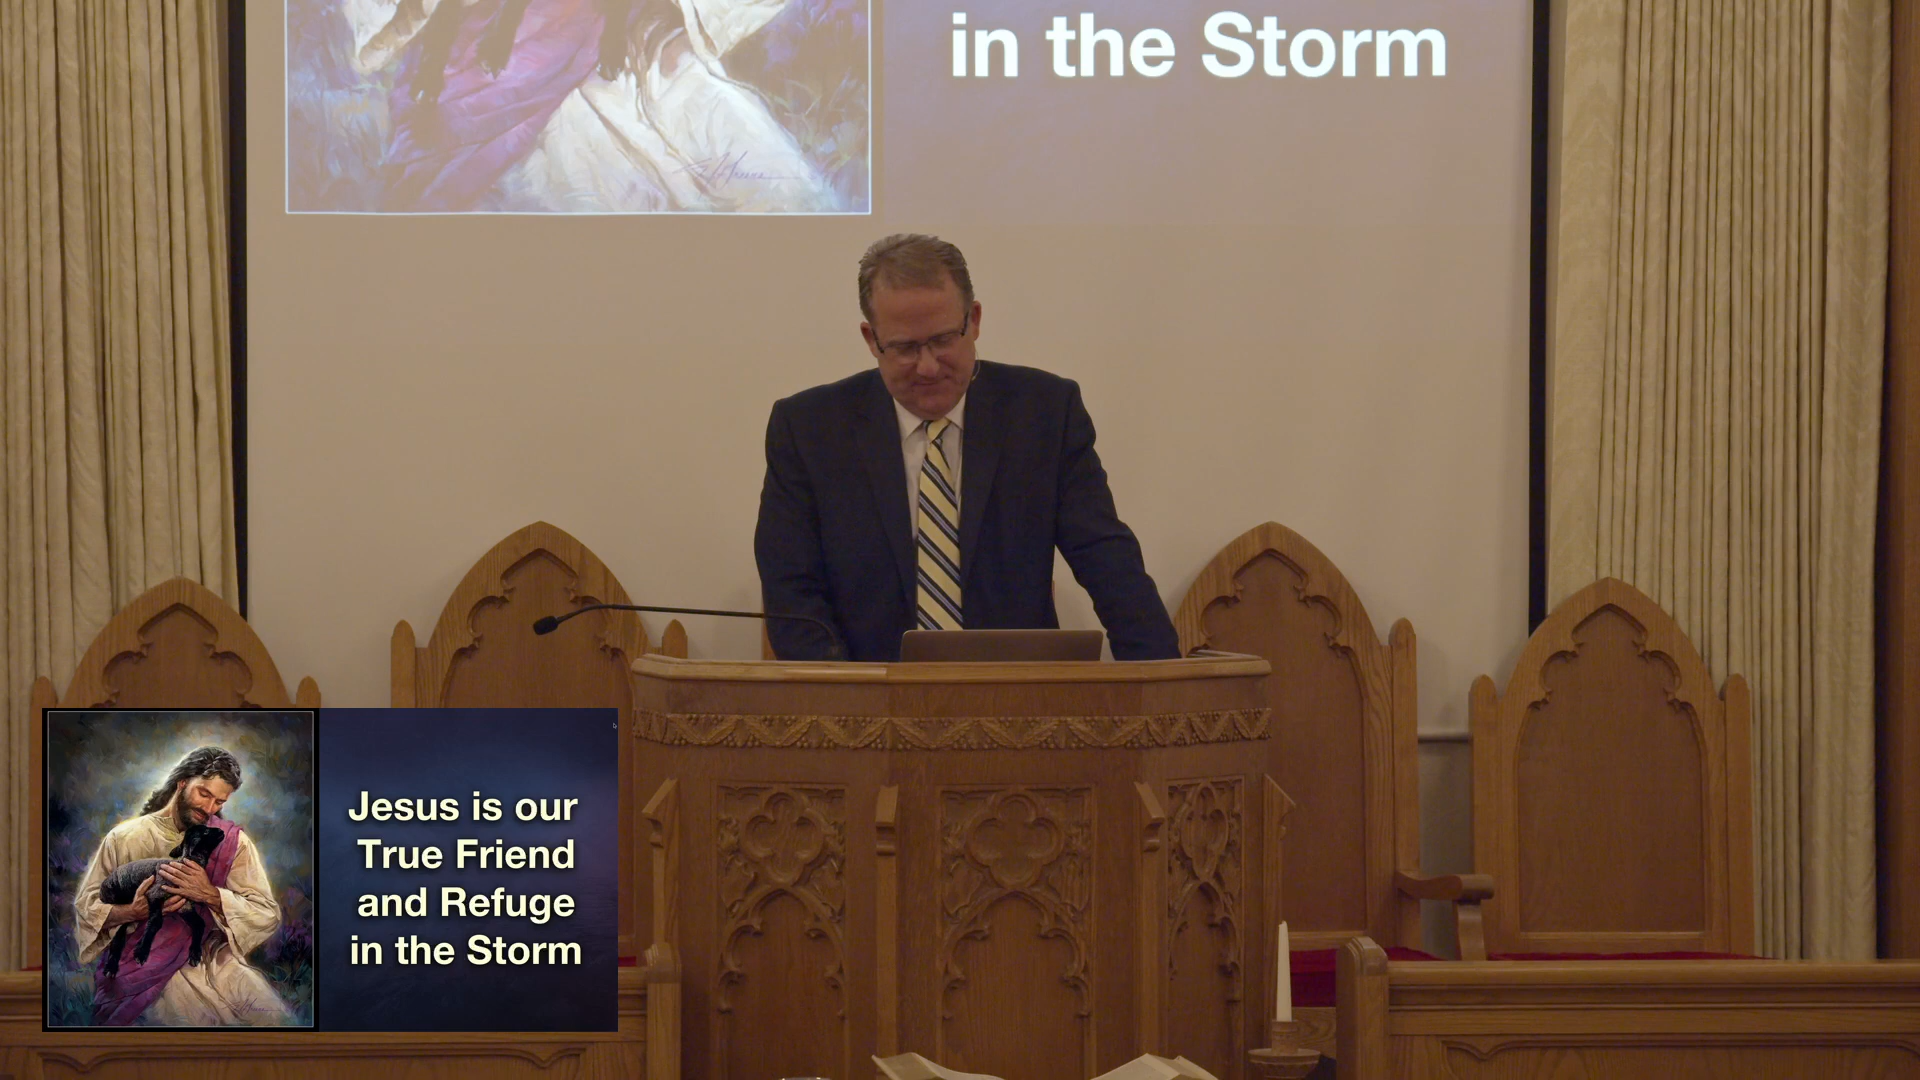 in the Storm
Jesus is our
True Friend
and Refuge
in the Storm